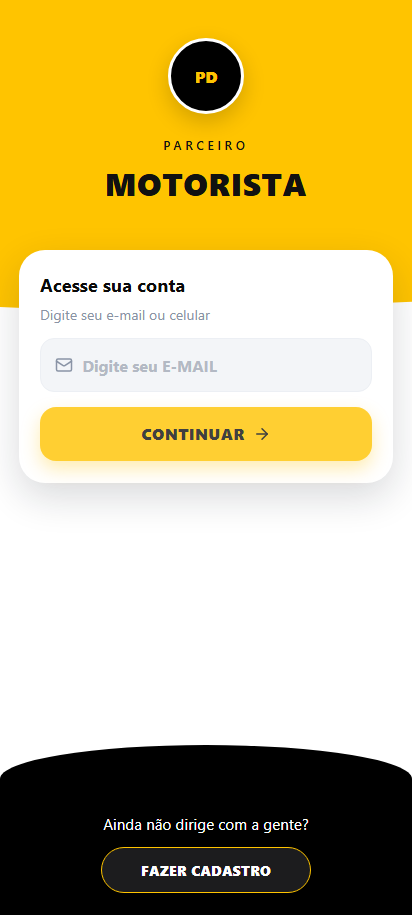 PD
PARCEIRO
MOTORISTA
Acesse sua conta
Digite seu e-mail ou celular
Digite seu E-MAIL
CONTINUAR →
Ainda não dirige com a gente?
FAZER CADASTRO